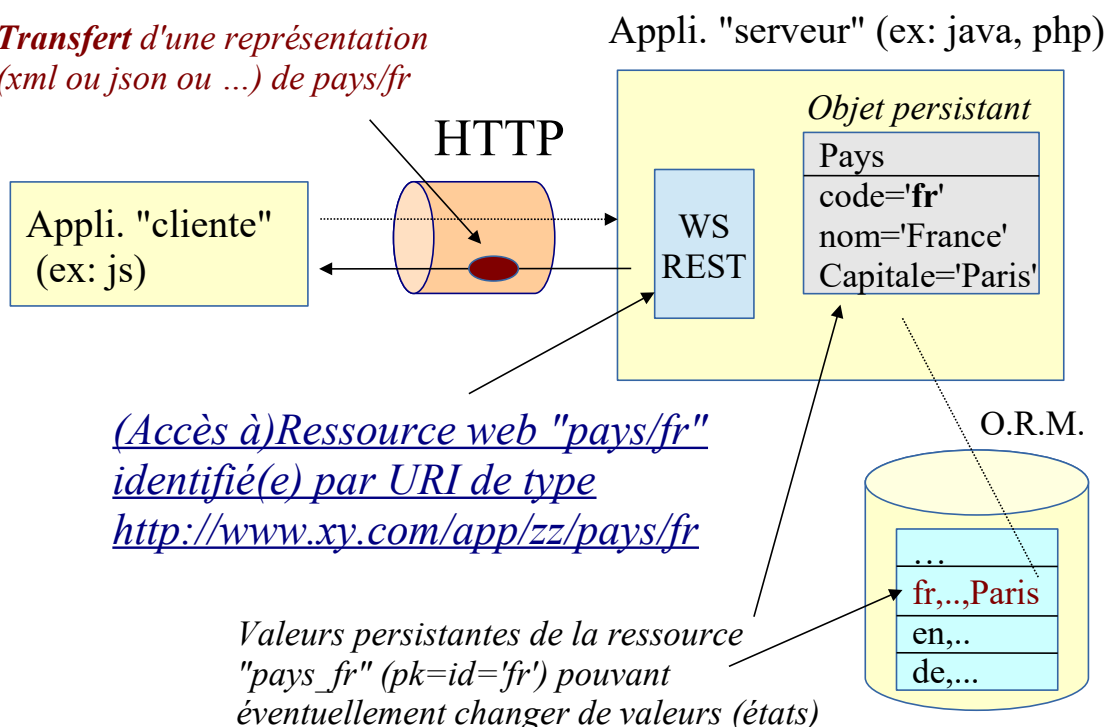 Transfert d'une représentation
(xml ou json ou ...) de pays/fr
Appli. "serveur" (ex: java, php)
HTTP
Objet persistant
Pays
code='fr'
nom='France'
Capitale='Paris'
Appli. "cliente"
(ex: js)
WS
REST
(Accès à)Ressource web "pays/fr"
identifié(e) par URI de type
http://www.xy.com/app/zz/pays/fr
O.R.M.
...
fr,..,Paris
en,..
de,...
Valeurs persistantes de la ressource
"pays_fr" (pk=id='fr') pouvant
éventuellement changer de valeurs (états)